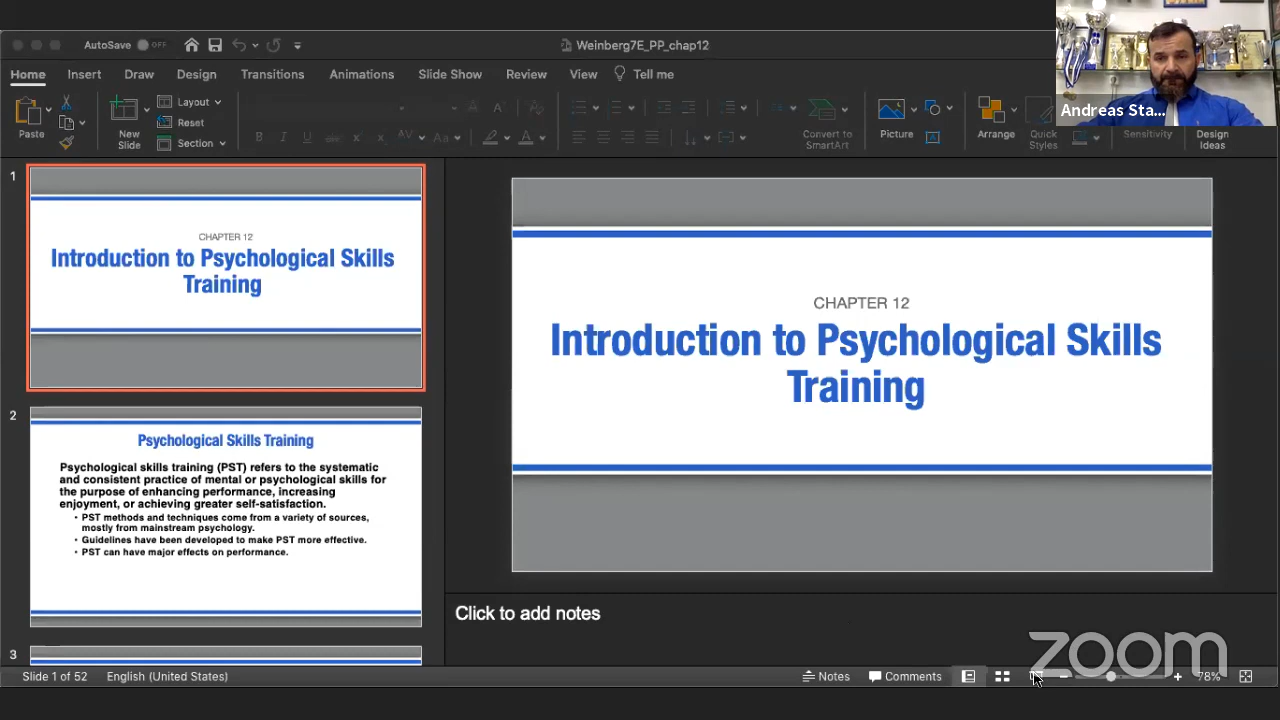 AutoSave
OFF
Weinberg7E_PP_chap12
Home
Insert
Draw
Design
Transitions
Animations
Slide Show
Review
View
Tell me
Andreas Sta...
Paste
New
Slide
Layout
Reset
Section
Convert to
SmartArt
Picture
Arrange
Quick
Styles
Sensitivity
Design
Ideas
1
CHAPTER 12
Introduction to Psychological Skills
Training
2
Psychological Skills Training
Psychological skills training (PST) refers to the systematic
and consistent practice of mental or psychological skills for
the purpose of enhancing performance, increasing
enjoyment, or achieving greater self-satisfaction.
• PST methods and techniques come from a variety of sources,
mostly from mainstream psychology.
• Guidelines have been developed to make PST more effective.
• PST can have major effects on performance.
3
CHAPTER 12
Introduction to Psychological Skills
Training
Click to add notes
zoom
Slide 1 of 52
English (United States)
Notes
Comments
78%